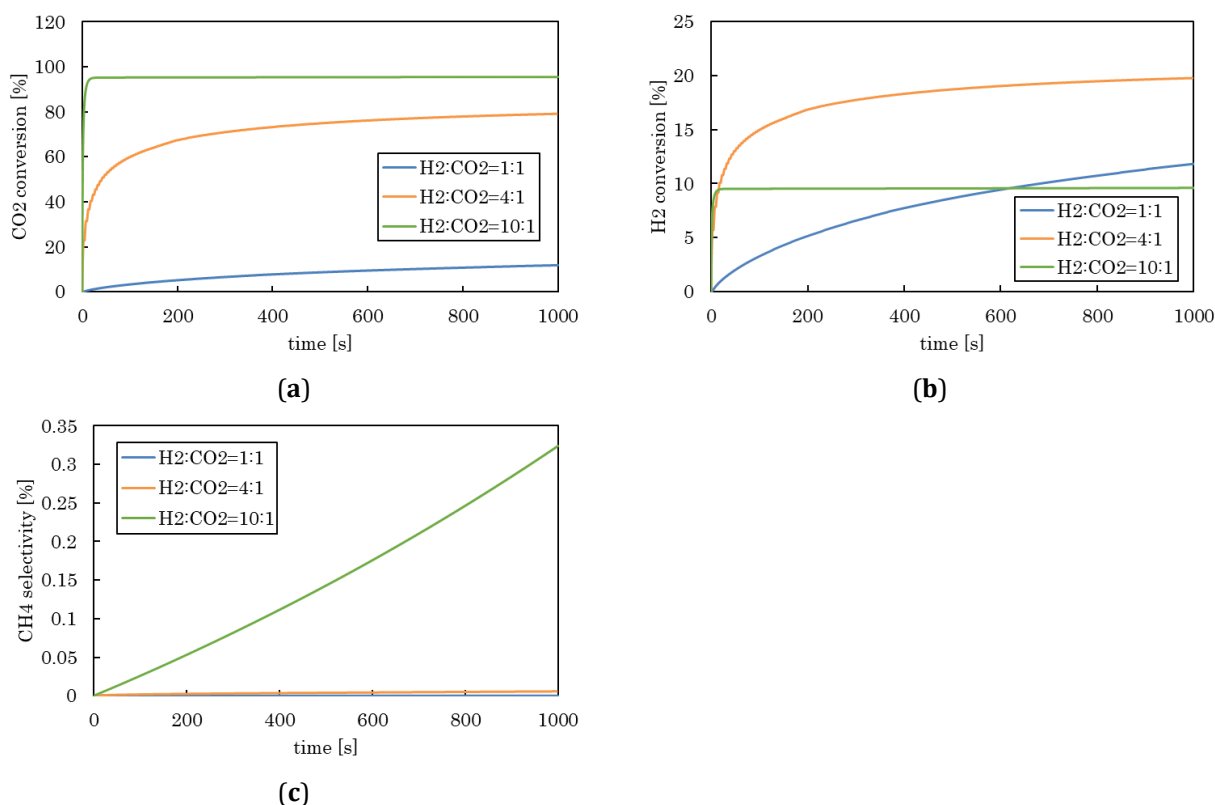 120
100
80
60
40
20
0
CO2 conversion [%]
H2:CO2=1:1
H2:CO2=4:1
H2:CO2=10:1
0 200 400 600 800 1000
time [s]
(a)
25
20
15
10
5
0
H2 conversion [%]
H2:CO2=1:1
H2:CO2=4:1
H2:CO2=10:1
0 200 400 600 800 1000
time [s]
(b)
0.35
0.3
0.25
0.2
0.15
0.1
0.05
0
CH4 selectivity [%]
H2:CO2=1:1
H2:CO2=4:1
H2:CO2=10:1
0 200 400 600 800 1000
time [s]
(c)